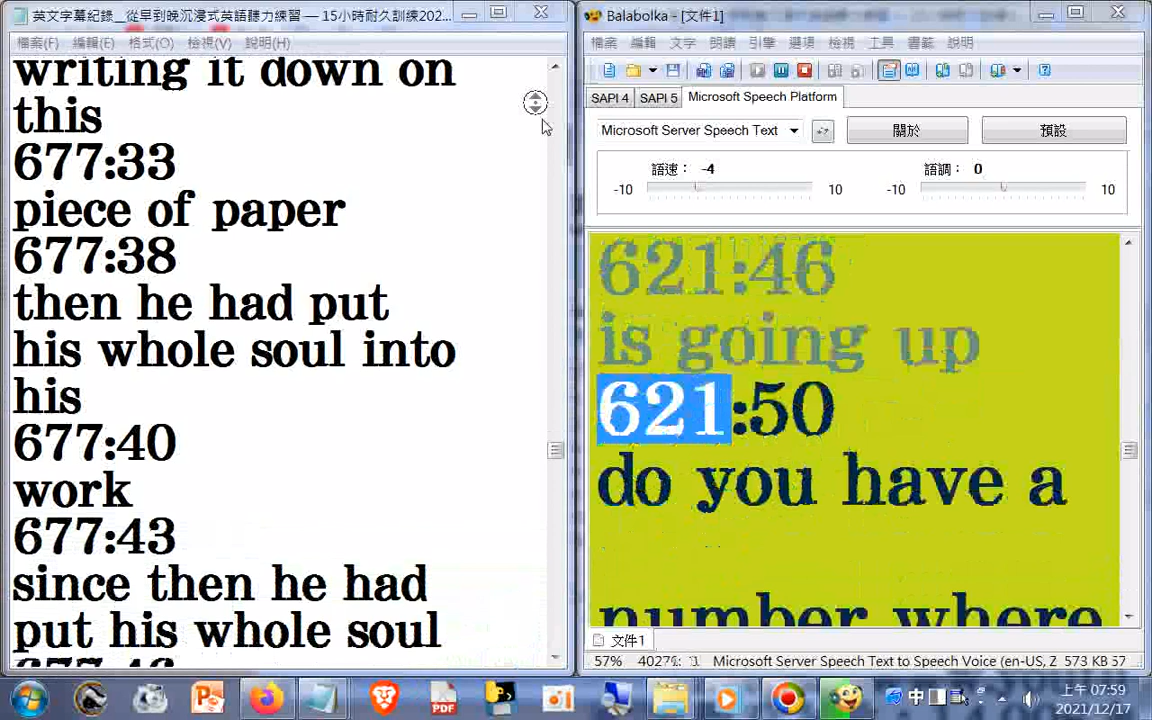 英文字幕紀錄__從早到晚沉浸式英語聽力練習 — 15小時耐久訓練202...
檔案(F) 編輯(E) 格式(O) 檢視(V) 說明(H)
writing it down on
this
677:33
piece of paper
677:38
then he had put
his whole soul into
his
677:40
work
677:43
since then he had
put his whole soul
Balabolka - [文件1]
檔案 編輯 文字 朗讀 引擎 選項 檢視 工具 書籤 說明
SAPI 4 SAPI 5 Microsoft Speech Platform
Microsoft Server Speech Text 關於 預設
語速： -4 語調： 0
-10 10 -10 10
621:46
is going up
621:50
do you have a
number where
文件1
57% Microsoft Server Speech Text to Speech Voice (en-US, Z 573 KB 57
中 上午 07:59
2021/12/17